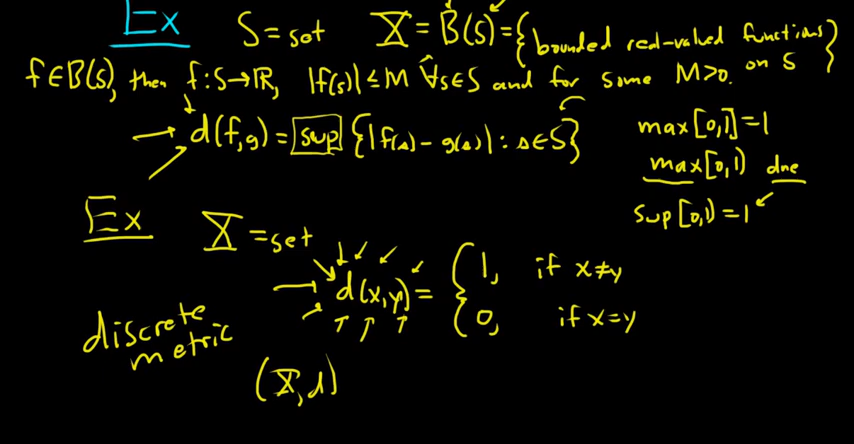 Ex S = set X = B(S) = {bounded real-valued functions on S}
f∈B(s), then f: S→ℝ, |f(s)| ≤ M ∀s∈S and for some M>0.
d(f,g) = sup {|f(s) - g(s)| : s∈S}
max[0,1] = 1
max[0,1) dne
sup[0,1) = 1
Ex X = set
d(x,y) = { 1, if x≠y
0, if x=y
discrete
metric
(X,d)